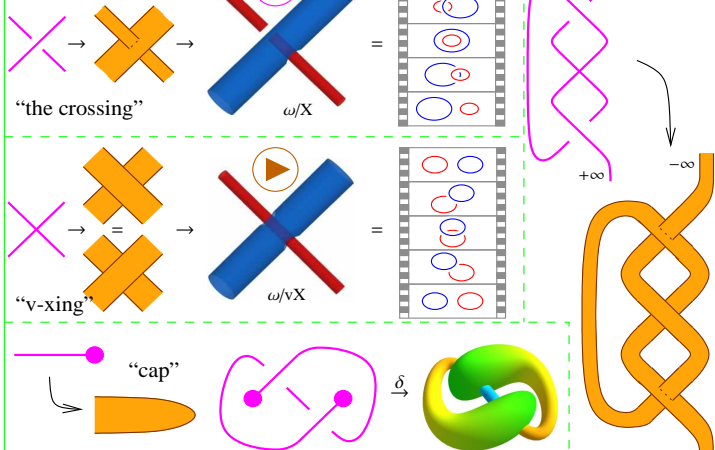 "the crossing"
ω/X
=
+∞
−∞
=
=
"v-xing"
ω/vX
"cap"
δ